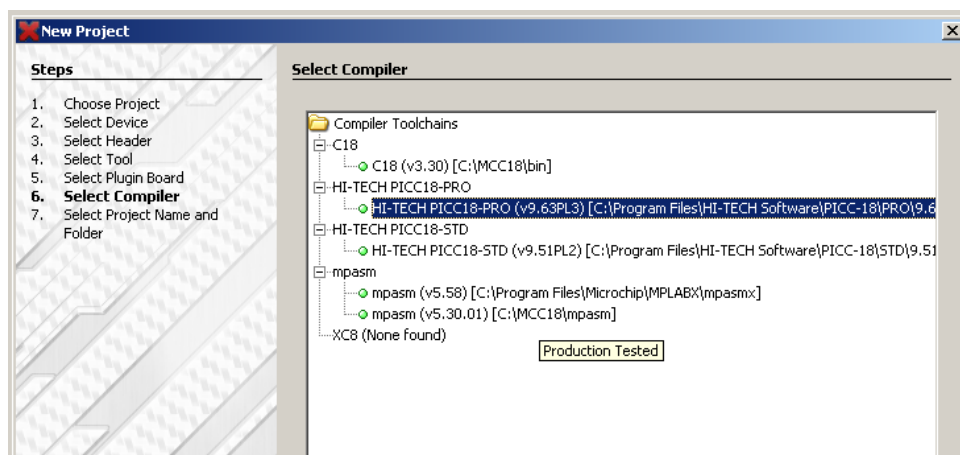 New Project
Steps
1. Choose Project
2. Select Device
3. Select Header
4. Select Tool
5. Select Plugin Board
6. Select Compiler
7. Select Project Name and
Folder
Select Compiler
Compiler Toolchains
C18
C18 (v3.30) [C:\MCC18\bin]
HI-TECH PICC18-PRO
HI-TECH PICC18-PRO (v9.63PL3) [C:\Program Files\HI-TECH Software\PICC-18\PRO\9.6
HI-TECH PICC18-STD
HI-TECH PICC18-STD (v9.51PL2) [C:\Program Files\HI-TECH Software\PICC-18\STD\9.51
mpasm
mpasm (v5.58) [C:\Program Files\Microchip\MPLABX\mpasmx]
mpasm (v5.30.01) [C:\MCC18\mpasm]
XC8 (None found)
Production Tested